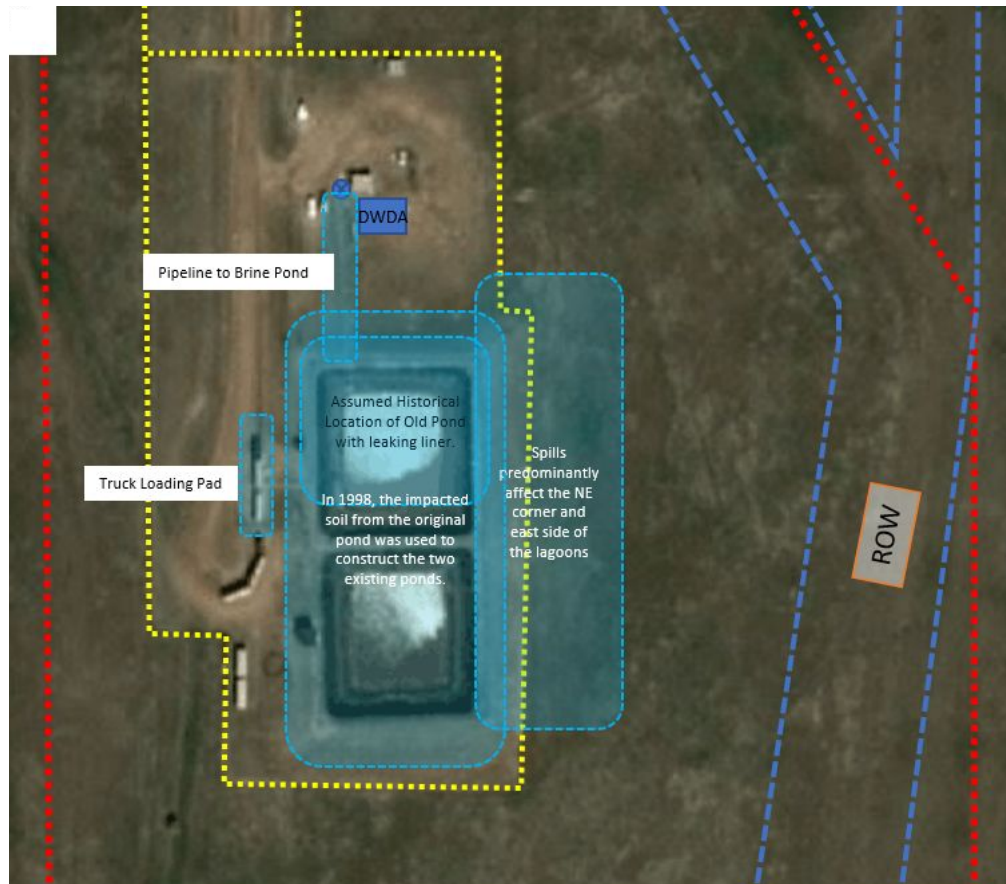 DWDA
Pipeline to Brine Pond
Assumed Historical
Location of Old Pond
with leaking liner.
Truck Loading Pad
In 1998, the impacted
soil from the original
pond was used to
construct the two
existing ponds.
Spills
predominantly
affect the NE
corner and
east side of
the lagoons
ROW